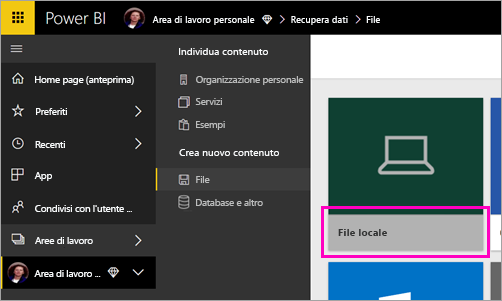 Power BI
Area di lavoro personale > Recupera dati > File
Home page (anteprima)
Preferiti
Recenti
App
Condivisi con l'utente ...
Aree di lavoro
Area di lavoro ...
Individua contenuto
Organizzazione personale
Servizi
Esempi
Crea nuovo contenuto
File
Database e altro
File locale